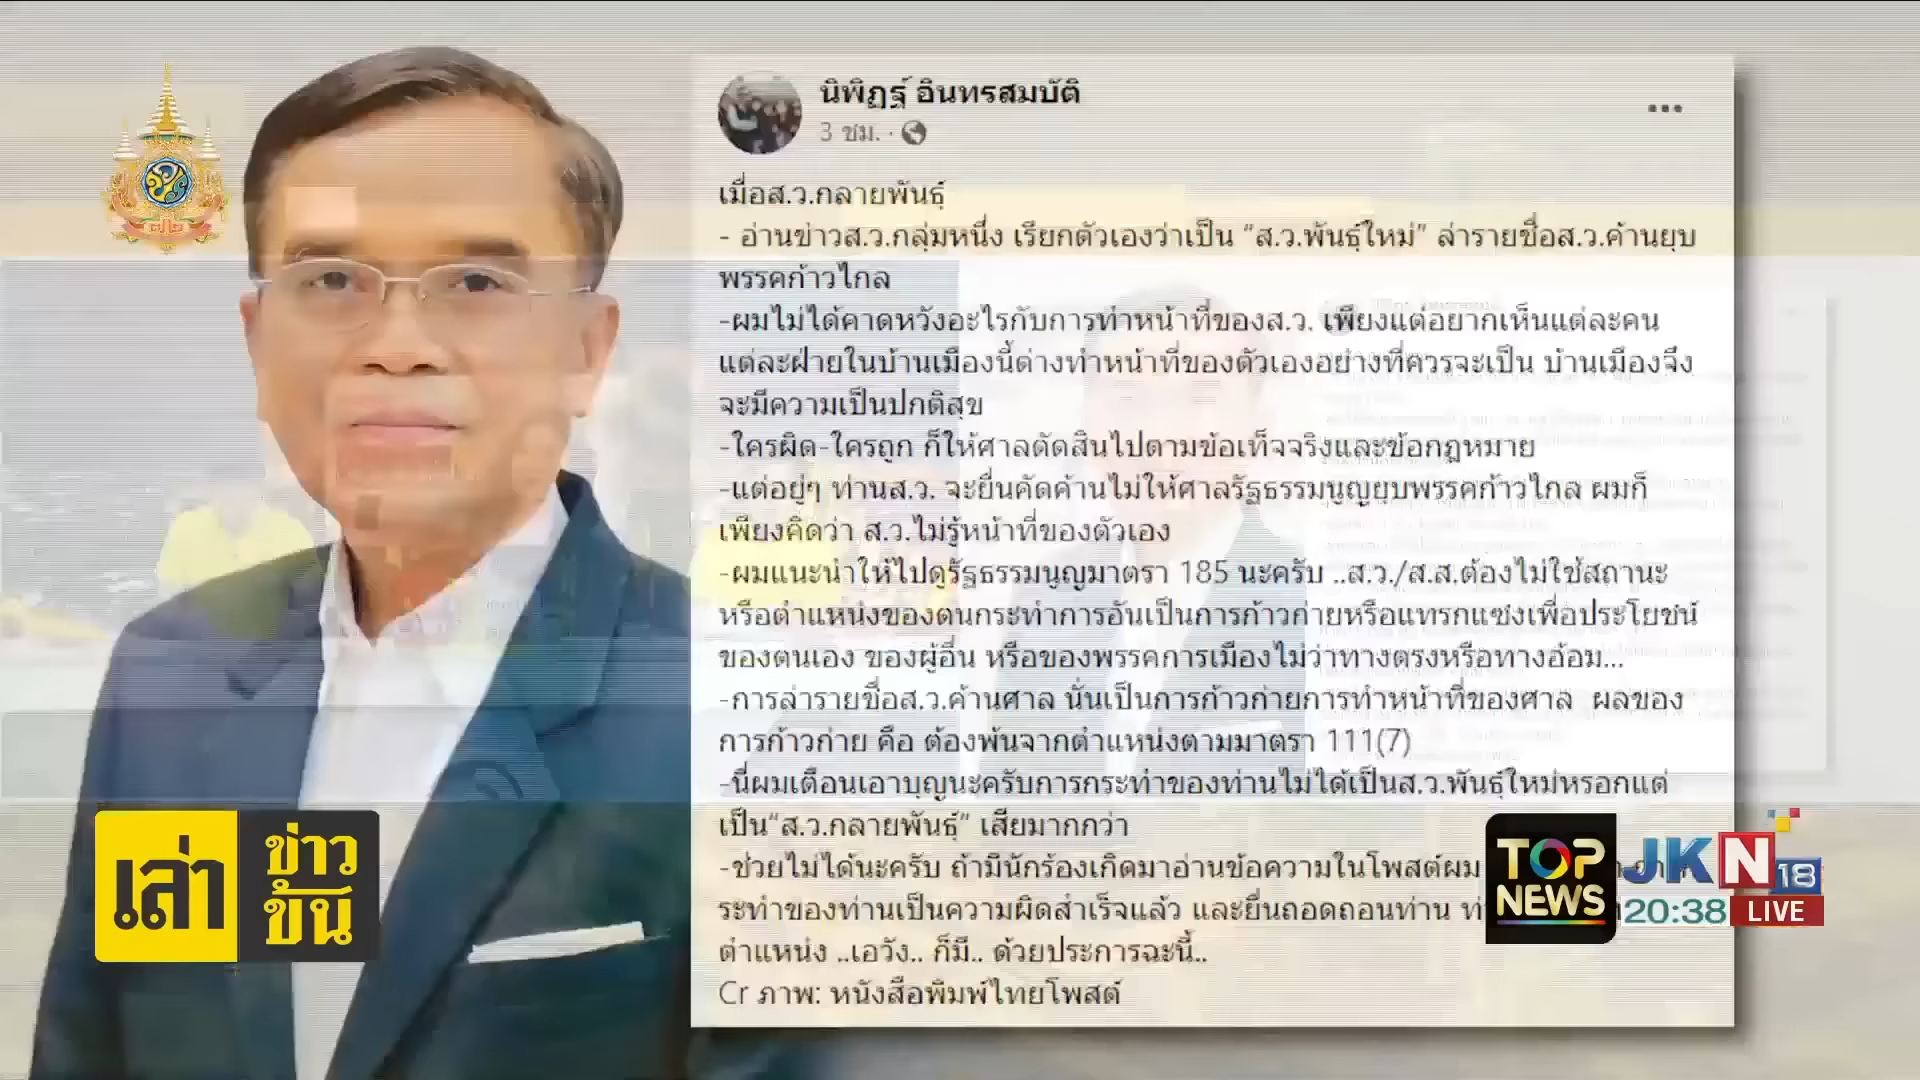 นิพิฏฐ์ อินทรสมบัติ
3 ชม. ·
เมื่อส.ว.กลายพันธุ์
- อ่านข่าวส.ว.กลุ่มหนึ่ง เรียกตัวเองว่าเป็น “ส.ว.พันธุ์ใหม่” ล่ารายชื่อส.ว.ค้านยุบ
พรรคก้าวไกล
-ผมไม่ได้คาดหวังอะไรกับการทำหน้าที่ของส.ว. เพียงแต่อยากเห็นแต่ละคน
แต่ละฝ่ายในบ้านเมืองนี้ต่างทำหน้าที่ของตัวเองอย่างที่ควรจะเป็น บ้านเมืองจึง
จะมีความเป็นปกติสุข
-ใครผิด-ใครถูก ก็ให้ศาลตัดสินไปตามข้อเท็จจริงและข้อกฎหมาย
-แต่อยู่ๆ ท่านส.ว. จะยื่นคัดค้านไม่ให้ศาลรัฐธรรมนูญยุบพรรคก้าวไกล ผมก็
เพียงคิดว่า ส.ว.ไม่รู้หน้าที่ของตัวเอง
-ผมแนะนำให้ไปดูรัฐธรรมนูญมาตรา 185 นะครับ ..ส.ว./ส.ส.ต้องไม่ใช้สถานะ
หรือตำแหน่งของตนกระทำการอันเป็นการก้าวก่ายหรือแทรกแซงเพื่อประโยชน์
ของตนเอง ของผู้อื่น หรือของพรรคการเมืองไม่ว่าทางตรงหรือทางอ้อม...
-การล่ารายชื่อส.ว.ค้านศาล นั่นเป็นการก้าวก่ายการทำหน้าที่ของศาล ผลของ
การก้าวก่าย คือ ต้องพ้นจากตำแหน่งตามมาตรา 111(7)
-นี่ผมเตือนเอาบุญนะครับการกระทำของท่านไม่ได้เป็นส.ว.พันธุ์ใหม่หรอกแต่
เป็น“ส.ว.กลายพันธุ์” เสียมากกว่า
-ช่วยไม่ได้นะครับ ถ้ามีนักร้องเกิดมาอ่านข้อความในโพสต์ผม
ระทำของท่านเป็นความผิดสำเร็จแล้ว และยื่นถอดถอนท่าน
ตำแหน่ง ..เอวัง.. ก็มี.. ด้วยประการฉะนี้..
Cr ภาพ: หนังสือพิมพ์ไทยโพสต์
เล่า
ข่าว
ข้น
TOP
NEWS
JKN
18
20:38
LIVE